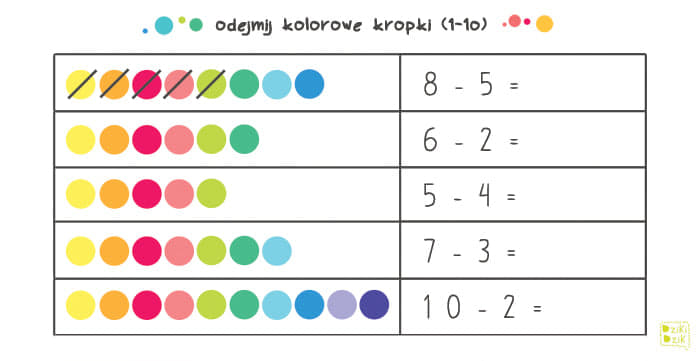 odejmij kolorowe kropki (1-10)
8 - 5 =
6 - 2 =
5 - 4 =
7 - 3 =
10 - 2 =
DZiKi
DZiK